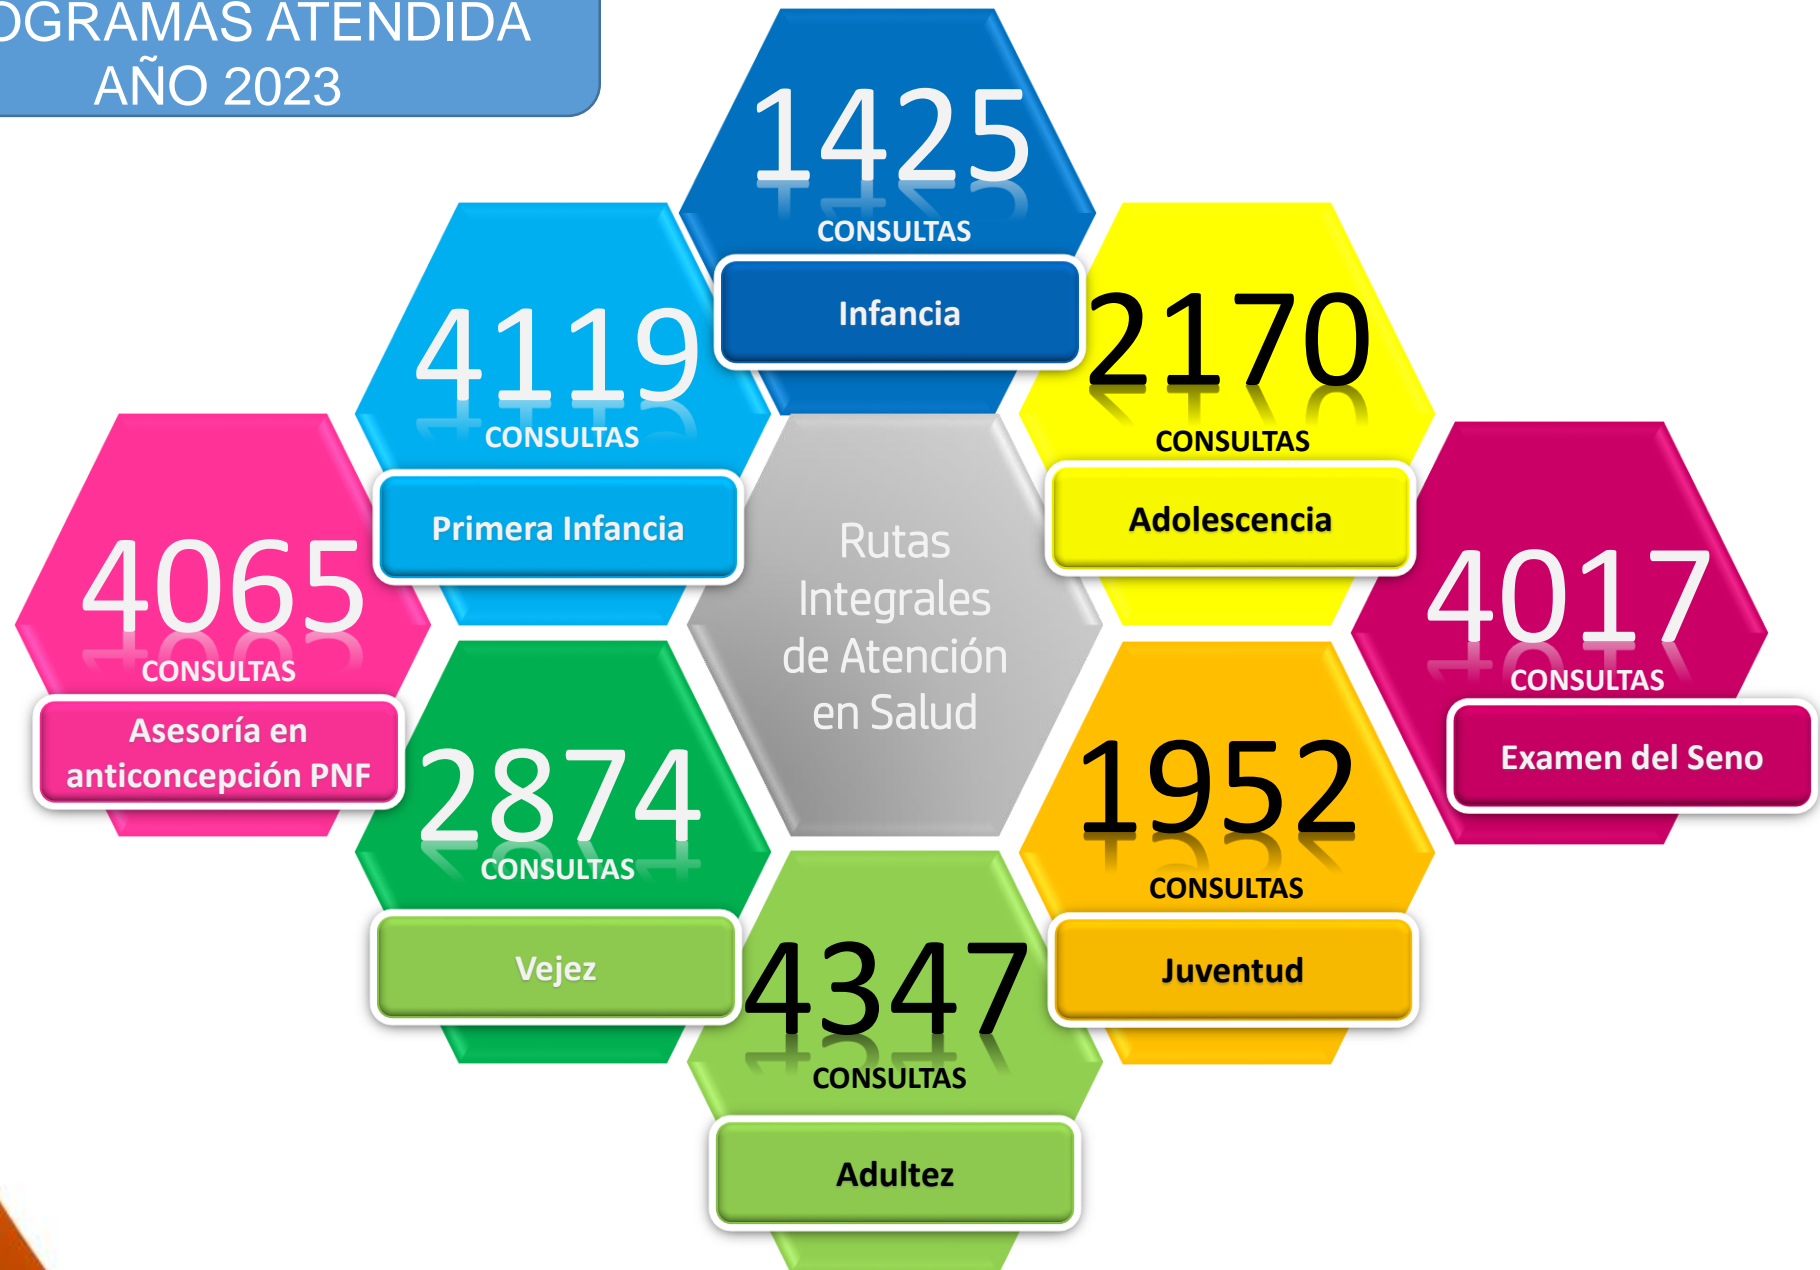 OGRAMAS ATENDIDA
AÑO 2023
1425
CONSULTAS
Infancia
4119
CONSULTAS
Primera Infancia
2170
CONSULTAS
Adolescencia
4065
CONSULTAS
Asesoría en
anticoncepción PNF
Rutas
Integrales
de Atención
en Salud
4017
CONSULTAS
Examen del Seno
2874
CONSULTAS
Vejez
1952
CONSULTAS
Juventud
4347
CONSULTAS
Adultez